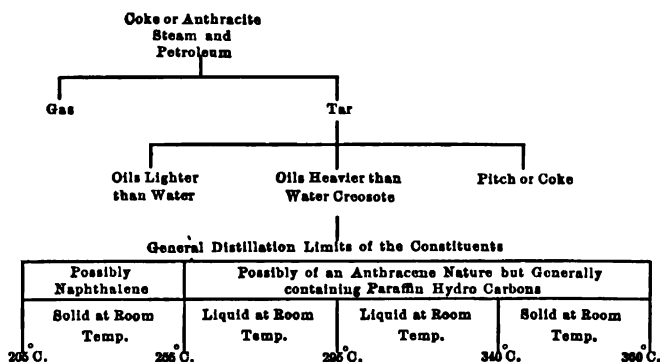 Coke or Anthracite
Steam and
Petroleum
Gas
Tar
Oils Lighter
than Water
Oils Heavier than
Water Creosote
Pitch or Coke
General Distillation Limits of the Constituents
Possibly
Naphthalene
Possibly of an Anthracene Nature but Generally
containing Paraffin Hydro Carbons
Solid at Room
Temp.
Liquid at Room
Temp.
Liquid at Room
Temp.
Solid at Room
Temp.
205°C. 255°C. 295°C. 340°C. 360°C.